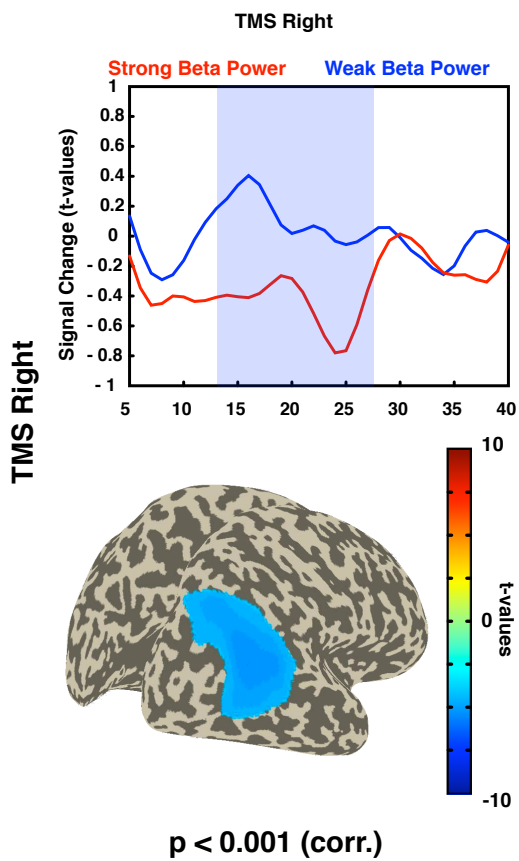 TMS Right
Strong Beta Power Weak Beta Power
Signal Change (t-values)
1
0.8
0.6
0.4
0.2
0
- 0.2
- 0.4
- 0.6
- 0.8
- 1
5 10 15 20 25 30 35 40
TMS Right
10
0
-10
t-values
p < 0.001 (corr.)